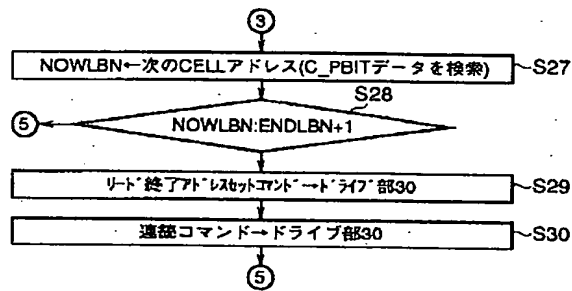 3
NOWLBN←次のCELLアドレス(C_PBITデータを検索)
S27
S28
5
NOWLBN:ENDLBN+1
リード終了アドレスセットコマンド→ドライブ部30
S29
連続コマンド→ドライブ部30
S30
5